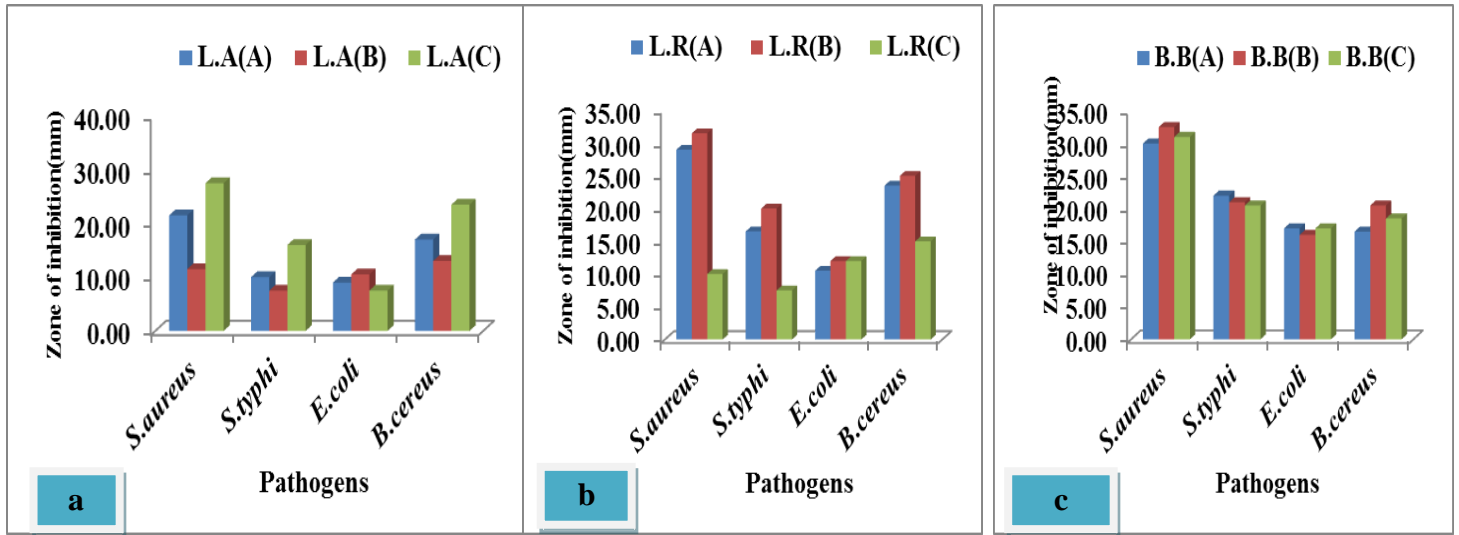 L.A(A) L.A(B) L.A(C)
Zone of inhibition(mm)
40.00
30.00
20.00
10.00
0.00
S.aureus
S.typhi
E.coli
B.cereus
Pathogens
a
L.R(A) L.R(B) L.R(C)
Zone of inhibition(mm)
35.00
30.00
25.00
20.00
15.00
10.00
5.00
0.00
S.aureus
S.typhi
E.coli
B.cereus
Pathogens
b
B.B(A) B.B(B) B.B(C)
Zone of inhibition(mm)
35.00
30.00
25.00
20.00
15.00
10.00
5.00
0.00
S.aureus
S.typhi
E.coli
B.cereus
Pathogens
c